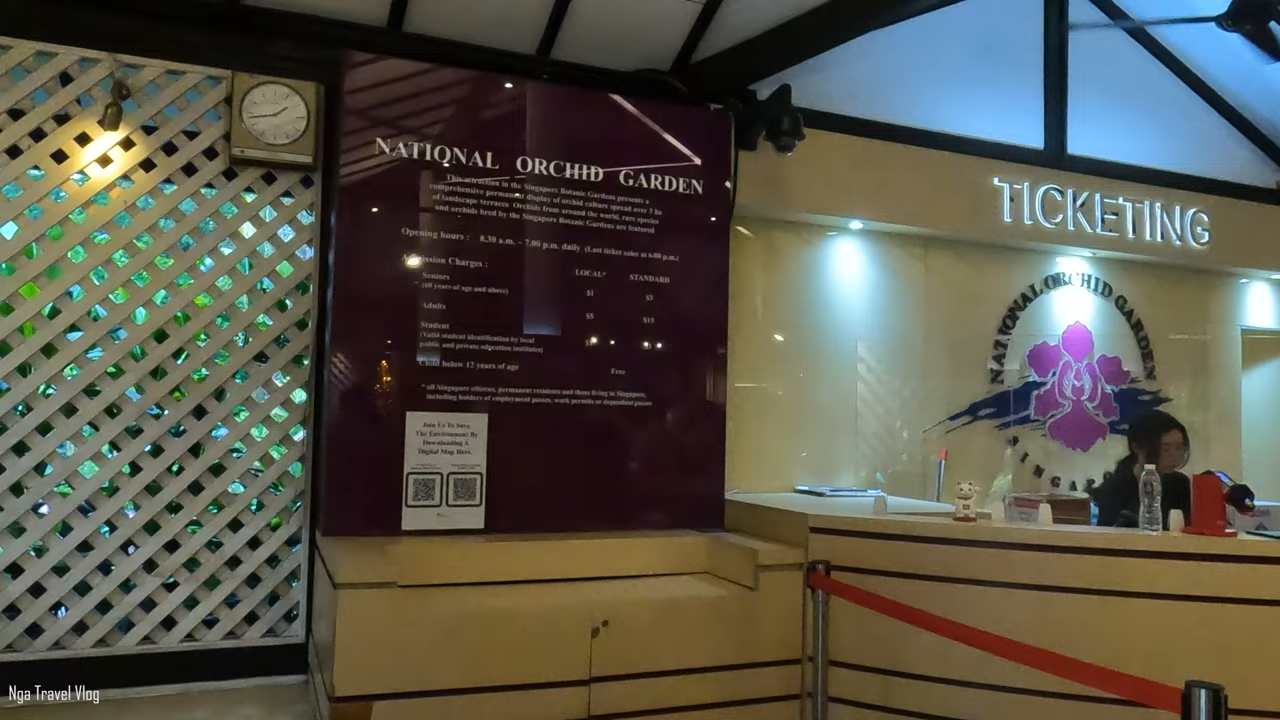 NATIONAL ORCHID GARDEN
This attraction in the Singapore Botanic Gardens presents a
comprehensive permanent display of orchid culture spread over 3 ha
of landscape terraces. Orchids from around the world, rare species
and orchids bred by the Singapore Botanic Gardens are featured
Opening hours : 8.30 a.m. – 7.00 p.m. daily (Last ticket sales at 6:00 p.m.)
Admission Charges :
LOCAL* STANDARD
Seniors
(60 years of age and above) $1 $3
Adults $5 $15
Student
(Valid student identification by local
public and private education institutes)
Child below 12 years of age Free
* all Singapore citizens, permanent residents and those living in Singapore,
including holders of employment passes, work permits or dependant passes
Join Us To Save
The Environment By
Downloading A
Digital Map Here.
TICKETING
NATIONAL ORCHID GARDEN
SINGAPO
Nga Travel Vlog